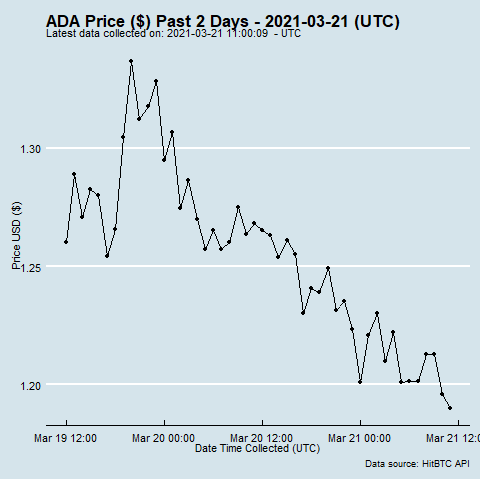 ADA Price ($) Past 2 Days - 2021-03-21 (UTC)
Latest data collected on: 2021-03-21 11:00:09 - UTC
1.30
1.25
1.20
Price USD ($)
Mar 19 12:00 Mar 20 00:00 Mar 20 12:00 Mar 21 00:00 Mar 21 12:0
Date Time Collected (UTC)
Data source: HitBTC API